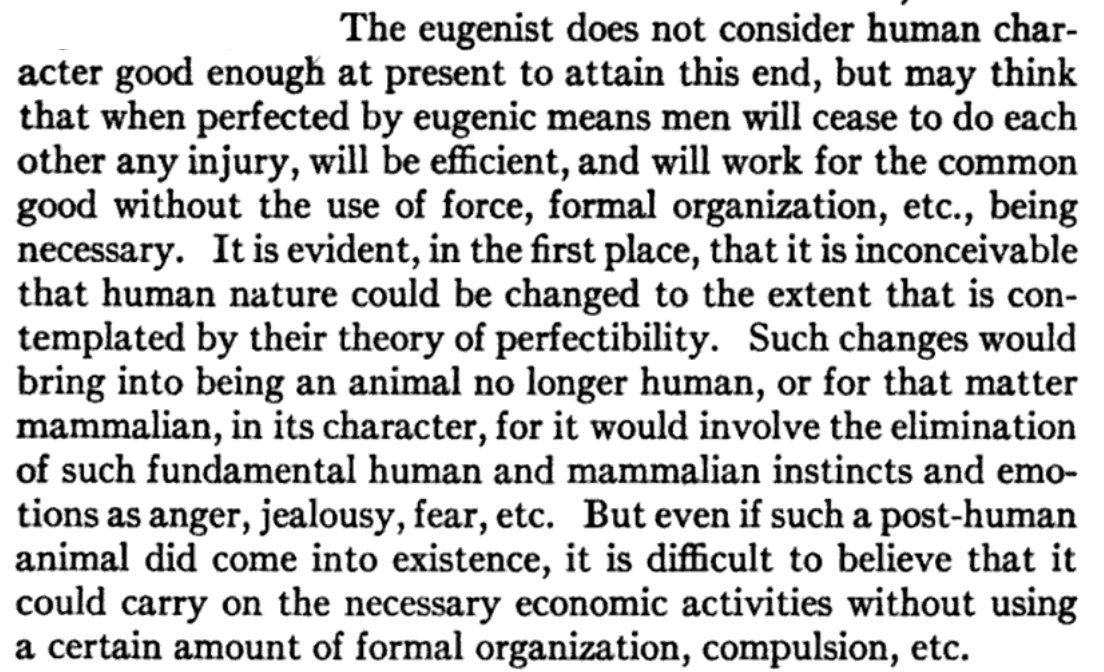 The eugenist does not consider human char-
acter good enough at present to attain this end, but may think
that when perfected by eugenic means men will cease to do each
other any injury, will be efficient, and will work for the common
good without the use of force, formal organization, etc., being
necessary. It is evident, in the first place, that it is inconceivable
that human nature could be changed to the extent that is con-
templated by their theory of perfectibility. Such changes would
bring into being an animal no longer human, or for that matter
mammalian, in its character, for it would involve the elimination
of such fundamental human and mammalian instincts and emo-
tions as anger, jealousy, fear, etc. But even if such a post-human
animal did come into existence, it is difficult to believe that it
could carry on the necessary economic activities without using
a certain amount of formal organization, compulsion, etc.